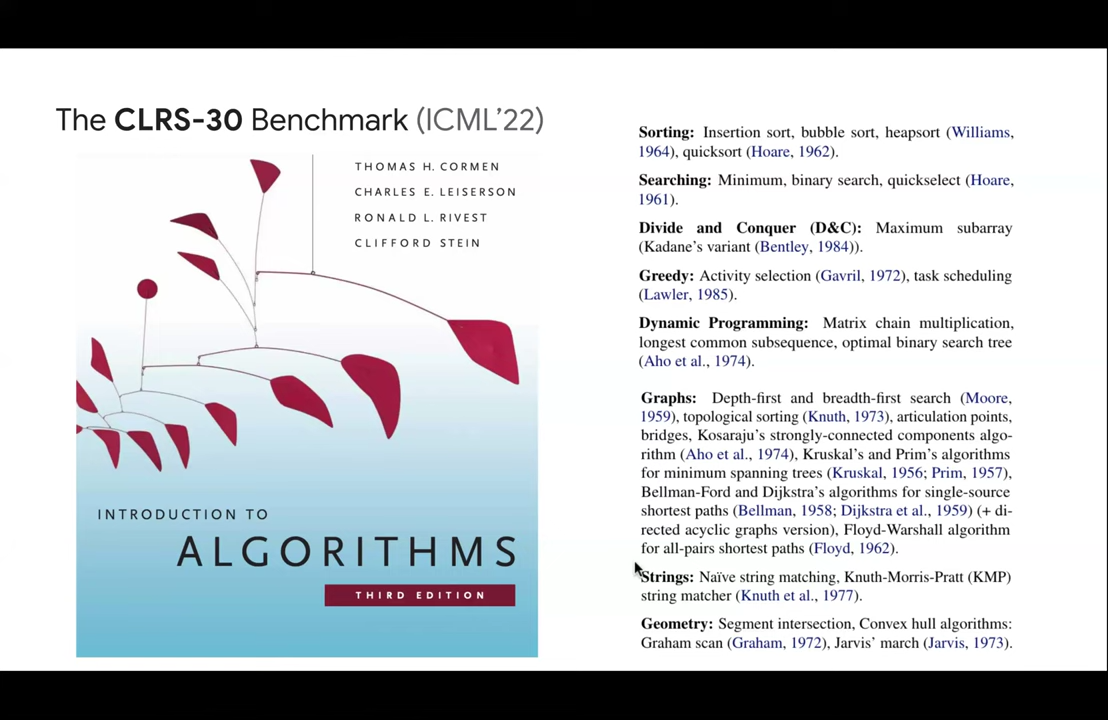 The CLRS-30 Benchmark (ICML'22)
THOMAS H. CORMEN
CHARLES E. LEISERSON
RONALD L. RIVEST
CLIFFORD STEIN
INTRODUCTION TO
ALGORITHMS
THIRD EDITION
Sorting: Insertion sort, bubble sort, heapsort (Williams,
1964), quicksort (Hoare, 1962).
Searching: Minimum, binary search, quickselect (Hoare,
1961).
Divide and Conquer (D&C): Maximum subarray
(Kadane's variant (Bentley, 1984)).
Greedy: Activity selection (Gavril, 1972), task scheduling
(Lawler, 1985).
Dynamic Programming: Matrix chain multiplication,
longest common subsequence, optimal binary search tree
(Aho et al., 1974).
Graphs: Depth-first and breadth-first search (Moore,
1959), topological sorting (Knuth, 1973), articulation points,
bridges, Kosaraju's strongly-connected components algo-
rithm (Aho et al., 1974), Kruskal's and Prim's algorithms
for minimum spanning trees (Kruskal, 1956; Prim, 1957),
Bellman-Ford and Dijkstra's algorithms for single-source
shortest paths (Bellman, 1958; Dijkstra et al., 1959) (+ di-
rected acyclic graphs version), Floyd-Warshall algorithm
for all-pairs shortest paths (Floyd, 1962).
Strings: Naïve string matching, Knuth-Morris-Pratt (KMP)
string matcher (Knuth et al., 1977).
Geometry: Segment intersection, Convex hull algorithms:
Graham scan (Graham, 1972), Jarvis' march (Jarvis, 1973).